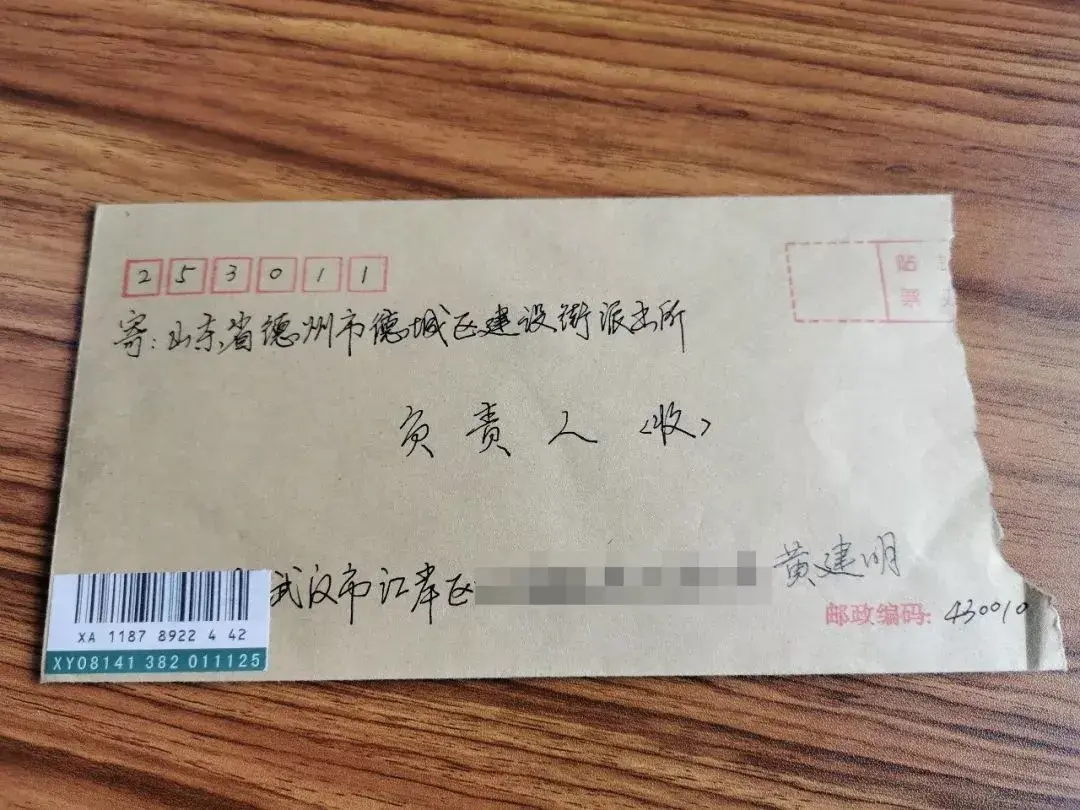 253011
寄：山东省德州市德城区建设街派出所
负责人（收）
武汉市江岸区 黄建明
邮政编码：430010
贴
票
XA 1187 8922 4 42
XY08141 382 011125